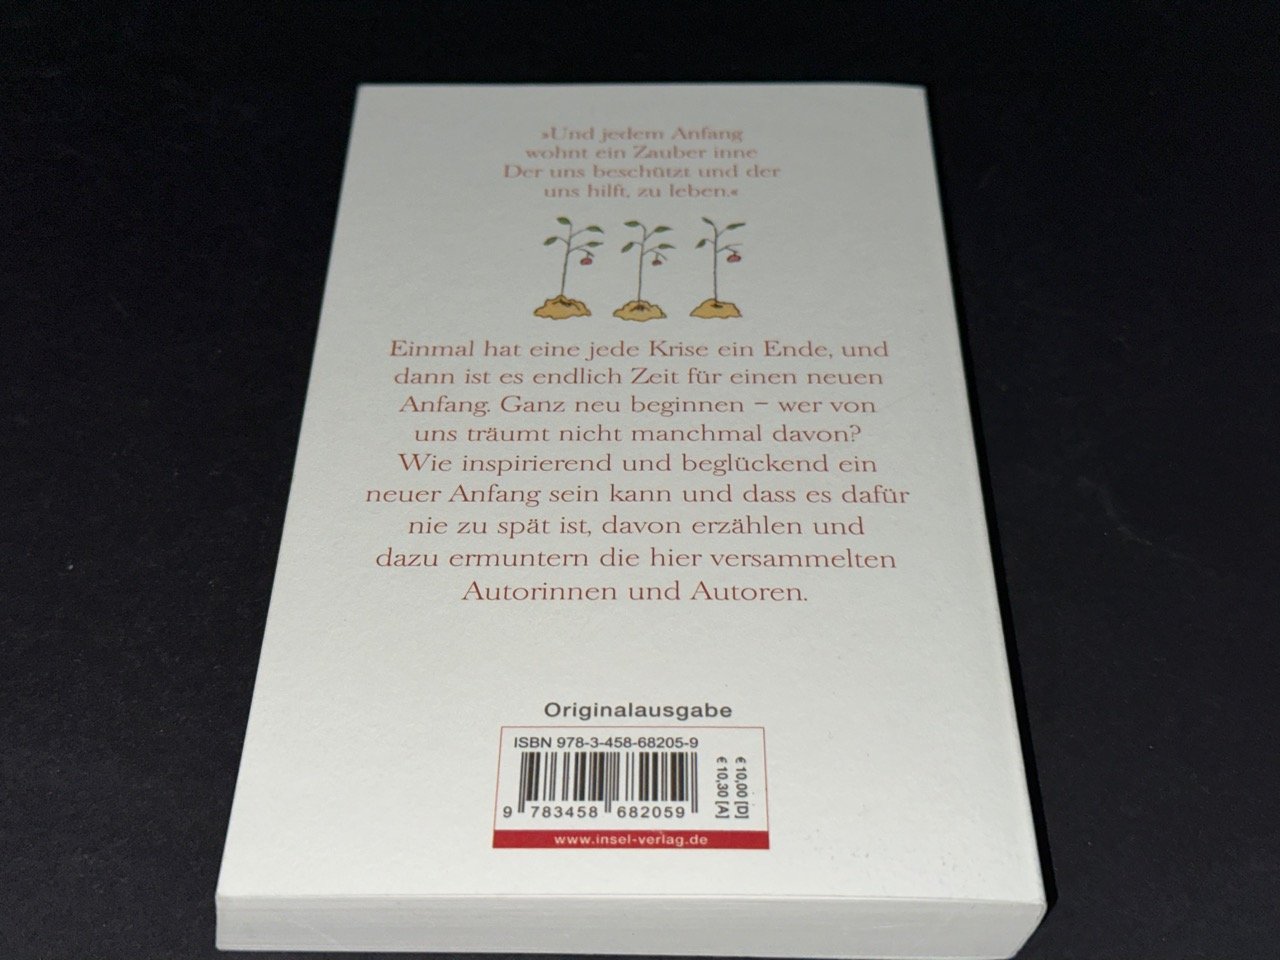 »Und jedem Anfang
wohnt ein Zauber inne
Der uns beschützt und der
uns hilft, zu leben.«
Einmal hat eine jede Krise ein Ende, und
dann ist es endlich Zeit für einen neuen
Anfang. Ganz neu beginnen – wer von
uns träumt nicht manchmal davon?
Wie inspirierend und beglückend ein
neuer Anfang sein kann und dass es dafür
nie zu spät ist, davon erzählen und
dazu ermuntern die hier versammelten
Autorinnen und Autoren.
Originalausgabe
ISBN 978-3-458-68205-9
€ 10,00 [D]
€ 10,30 [A]
9 783458 682059
www.insel-verlag.de